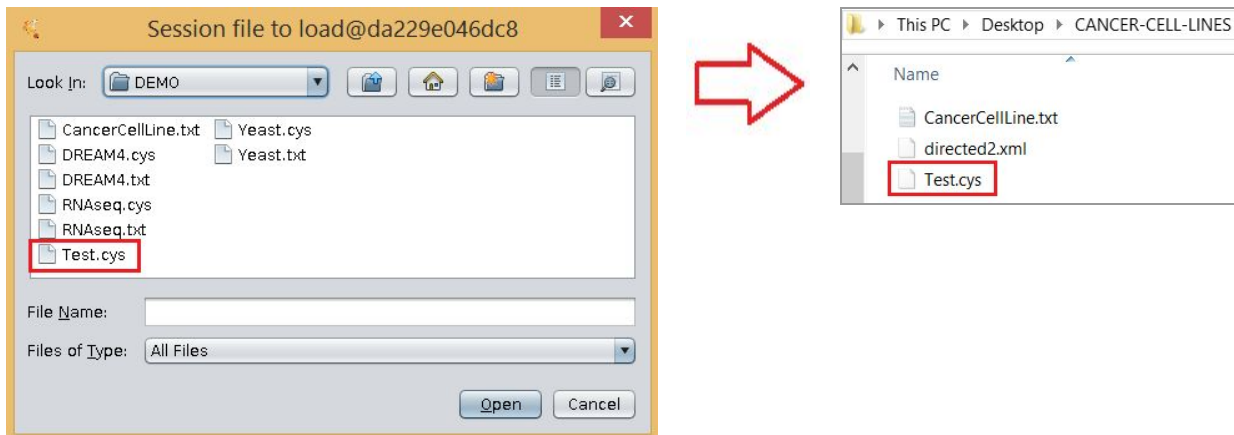 Session file to load@da229e046dc8
Look In: DEMO
CancerCellLine.txt
DREAM4.cys
DREAM4.txt
RNAseq.cys
RNAseq.txt
Test.cys
Yeast.cys
Yeast.txt
File Name:
Files of Type: All Files
Open Cancel
This PC Desktop CANCER-CELL-LINES
Name
CancerCellLine.txt
directed2.xml
Test.cys